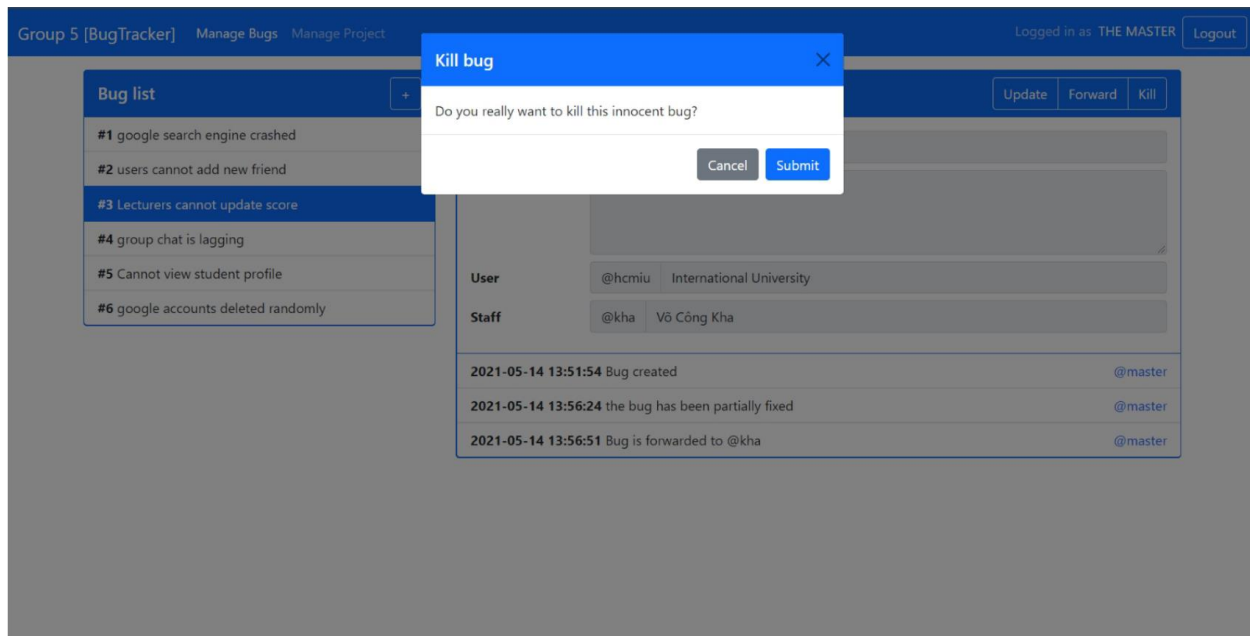 Group 5 [BugTracker] Manage Bugs Manage Project Logged in as THE MASTER Logout
Kill bug
Do you really want to kill this innocent bug?
Cancel Submit
Bug list +
#1 google search engine crashed
#2 users cannot add new friend
#3 Lecturers cannot update score
#4 group chat is lagging
#5 Cannot view student profile
#6 google accounts deleted randomly
Update Forward Kill
User @hcmiu International University
Staff @kha Võ Công Kha
2021-05-14 13:51:54 Bug created @master
2021-05-14 13:56:24 the bug has been partially fixed @master
2021-05-14 13:56:51 Bug is forwarded to @kha @master